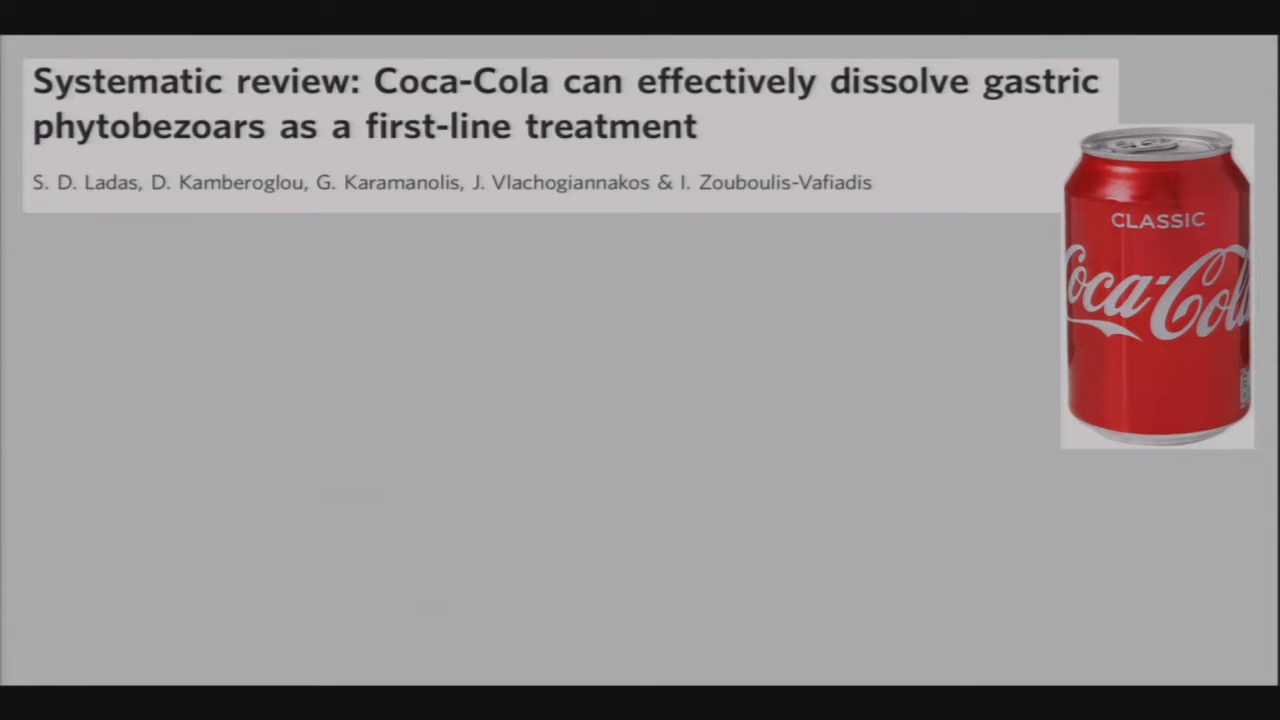 Systematic review: Coca-Cola can effectively dissolve gastric
phytobezoars as a first-line treatment
S. D. Ladas, D. Kamberoglou, G. Karamanolis, J. Vlachogiannakos & I. Zouboulis-Vafiadis
CLASSIC
Coca-Cola